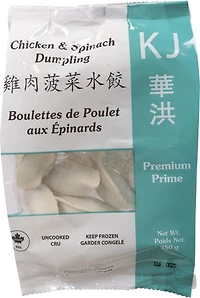 Chicken & Spinach
Dumpling
雞肉菠菜水餃
Boulettes de Poulet
aux Épinards
KJ
華洪
Premium
Prime
UNCOOKED
CRU
KEEP FROZEN
GARDER CONGELÉ
Net Wt.
Poids Net